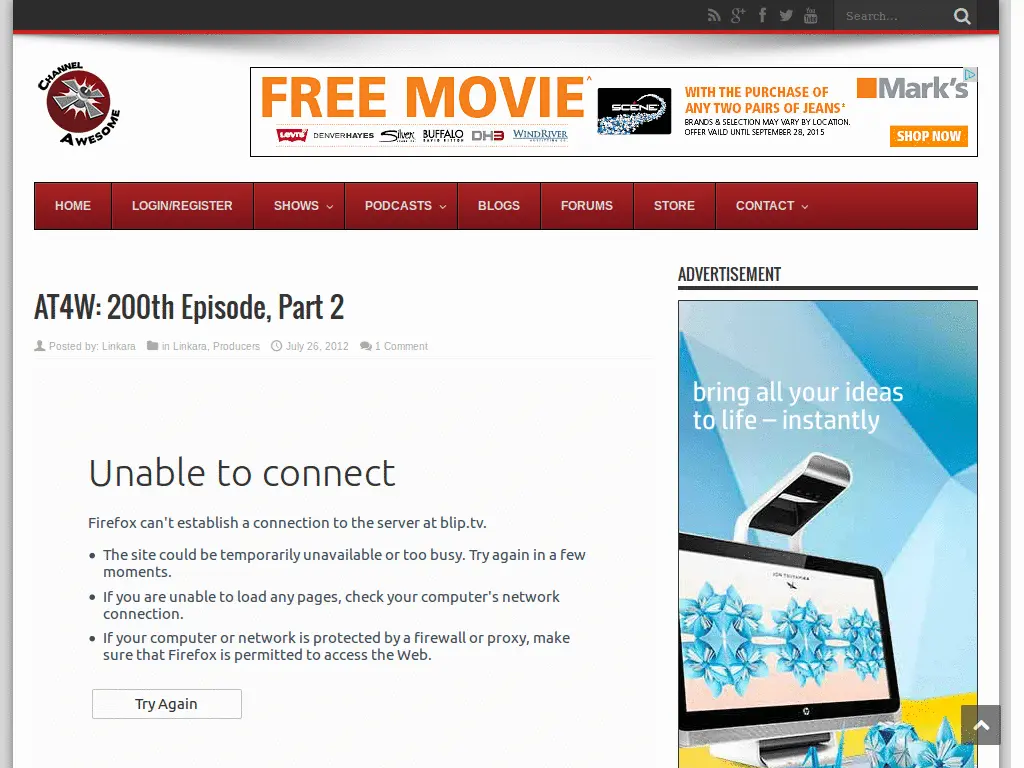 Search...
CHANNEL
AWESOME
FREE MOVIE^
LEVI'S DENVERHAYES Silver BUFFALO DH3 WINDRIVER
DAVID BITTON
SCENE
WITH THE PURCHASE OF
ANY TWO PAIRS OF JEANS*
BRANDS & SELECTION MAY VARY BY LOCATION.
OFFER VAILD UNTIL SEPTEMBER 28, 2015
Mark's
SHOP NOW
HOME LOGIN/REGISTER SHOWS PODCASTS BLOGS FORUMS STORE CONTACT
ADVERTISEMENT
AT4W: 200th Episode, Part 2
Posted by: Linkara in Linkara, Producers July 26, 2012 1 Comment
Unable to connect
Firefox can't establish a connection to the server at blip.tv.
• The site could be temporarily unavailable or too busy. Try again in a few
moments.
• If you are unable to load any pages, check your computer's network
connection.
• If your computer or network is protected by a firewall or proxy, make
sure that Firefox is permitted to access the Web.
Try Again
bring all your ideas
to life – instantly
hp